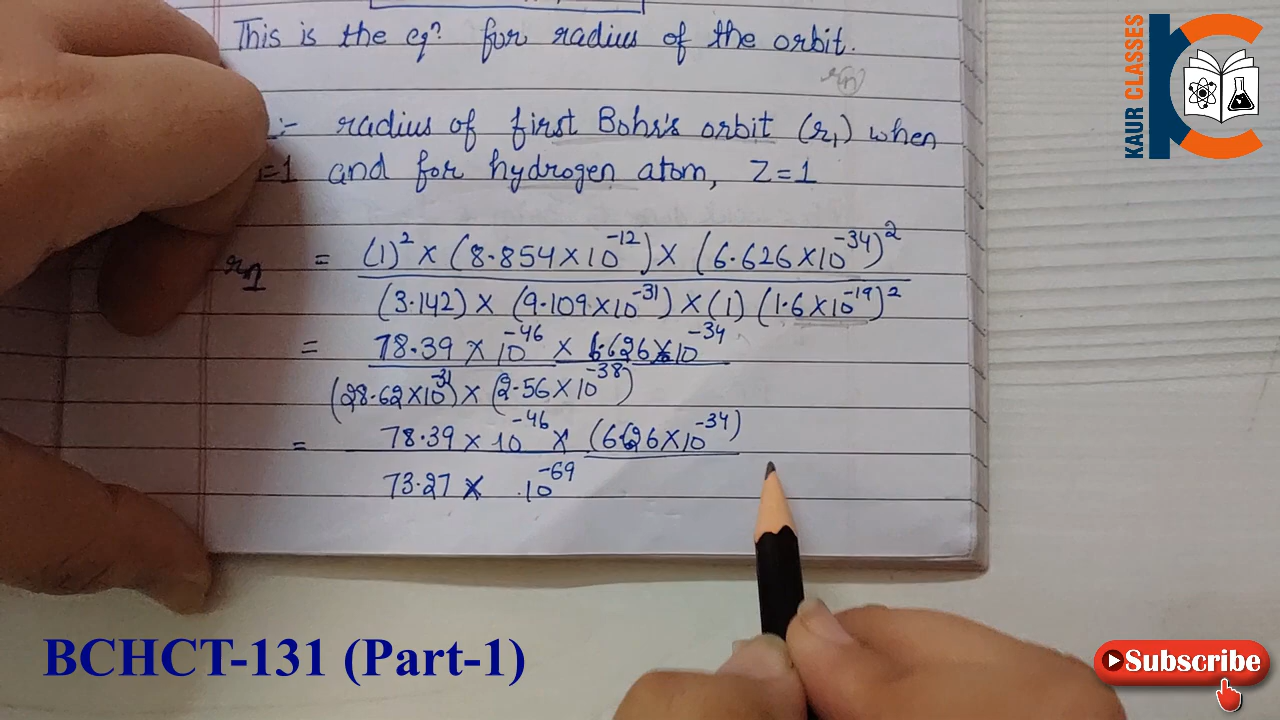 This is the eqn for radius of the orbit.
(n)
:- radius of first Bohr's orbit (r₁) when
=1 and for hydrogen atom, Z=1
r₁ = (1)² × (8.854×10⁻¹²) × (6.626×10⁻³⁴)²
(3.142) × (9.109×10⁻³¹) × (1) (1.6×10⁻¹⁹)²
= 78.39 × 10⁻⁴⁶ × 6.626×10⁻³⁴
(28.62×10⁻³¹) × (2.56×10⁻³⁸)
= 78.39 × 10⁻⁴⁶ × (6.626×10⁻³⁴)
73.27 × 10⁻⁶⁹
KAUR CLASSES
BCHCT-131 (Part-1)
Subscribe